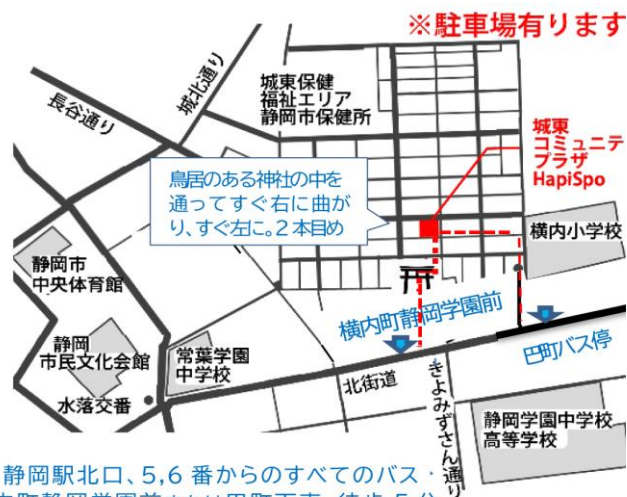 ※駐車場有ります
城北通り
長谷通り
城東保健
福祉エリア
静岡市保健所
城東
コミュニテ
プラザ
HapiSpo
鳥居のある神社の中を
通ってすぐ右に曲が
り、すぐ左に。2本目め
横内小学校
静岡市
中央体育館
横内町静岡学園前
巴町バス停
静岡
市民文化会館
常葉学園
中学校
北街道
水落交番
きよみずさん通り
静岡学園中学校
高等学校
静岡駅北口、5,6 番からのすべてのバス・